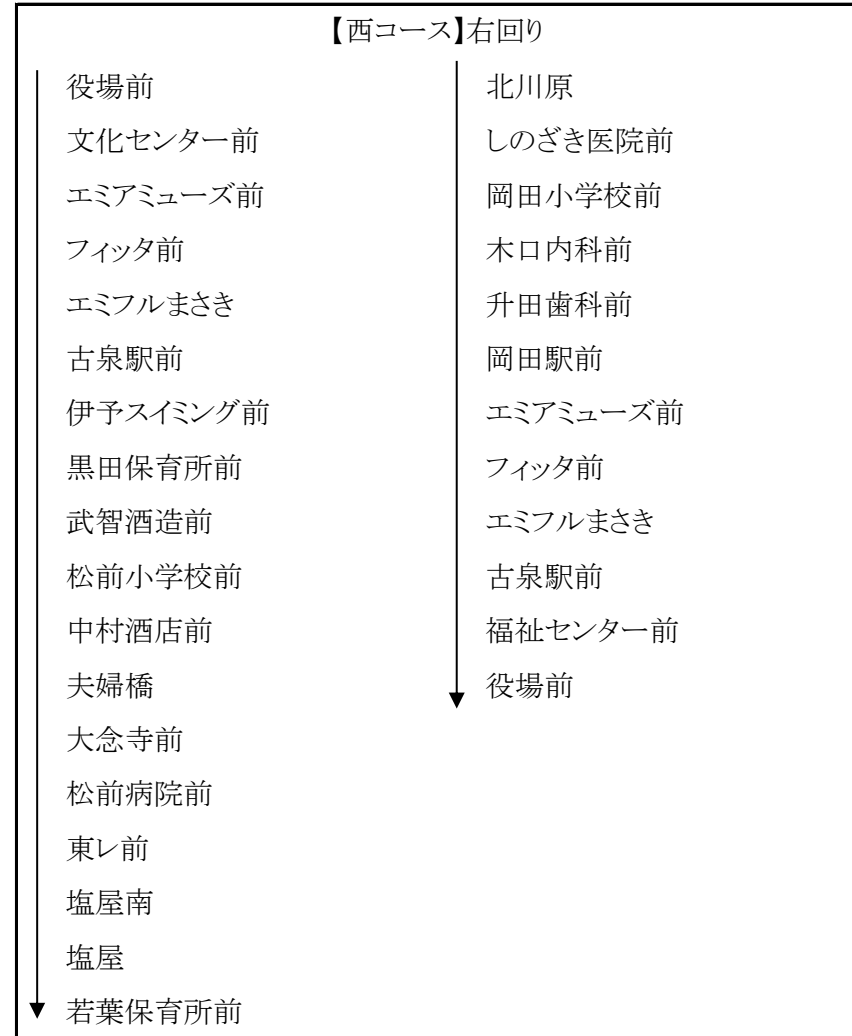 【西コース】右回り
役場前
文化センター前
エミアミューズ前
フィッタ前
エミフルまさき
古泉駅前
伊予スイミング前
黒田保育所前
武智酒造前
松前小学校前
中村酒店前
夫婦橋
大念寺前
松前病院前
東レ前
塩屋南
塩屋
若葉保育所前
北川原
しのざき医院前
岡田小学校前
木口内科前
升田歯科前
岡田駅前
エミアミューズ前
フィッタ前
エミフルまさき
古泉駅前
福祉センター前
役場前